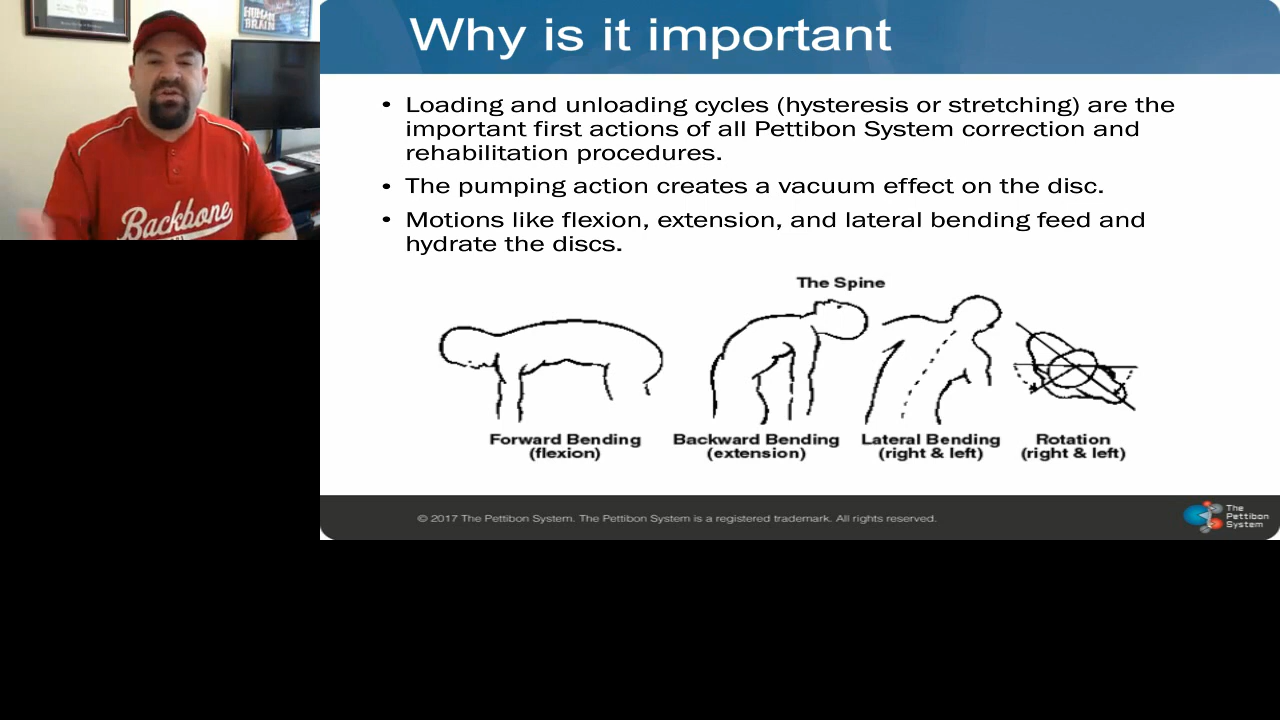 HUMAN
BRAIN
Backbone
Why is it important
• Loading and unloading cycles (hysteresis or stretching) are the
important first actions of all Pettibon System correction and
rehabilitation procedures.
• The pumping action creates a vacuum effect on the disc.
• Motions like flexion, extension, and lateral bending feed and
hydrate the discs.
The Spine
Forward Bending
(flexion)
Backward Bending
(extension)
Lateral Bending
(right & left)
Rotation
(right & left)
© 2017 The Pettibon System. The Pettibon System is a registered trademark. All rights reserved.
The
Pettibon
System